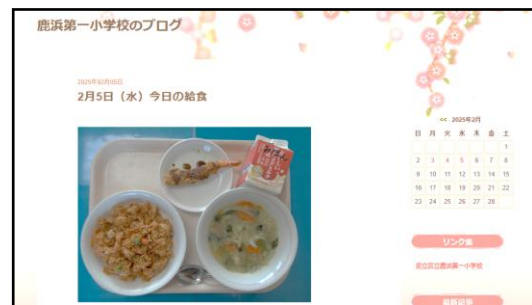 鹿浜第一小学校のブログ
2025年02月05日
2月5日（水）今日の給食
<< 2025年2月
日 月 火 水 木 金 土
1
2 3 4 5 6 7 8
9 10 11 12 13 14 15
16 17 18 19 20 21 22
23 24 25 26 27 28
リンク集
足立区立鹿浜第一小学校
最新記事